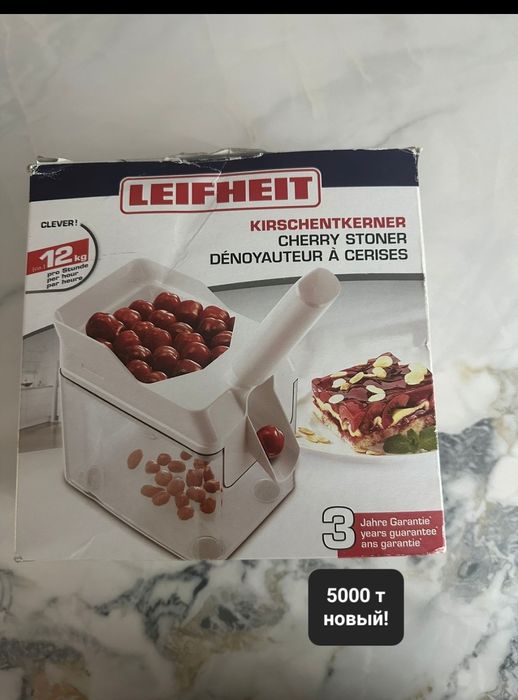 LEIFHEIT
KIRSCHENTKERNER
CHERRY STONER
DÉNOYAUTEUR À CERISES
CLEVER!
12 kg
pro Stunde
per hour
par heure
3
Jahre Garantie*
years guarantee*
ans garantie*
5000 т
новый!